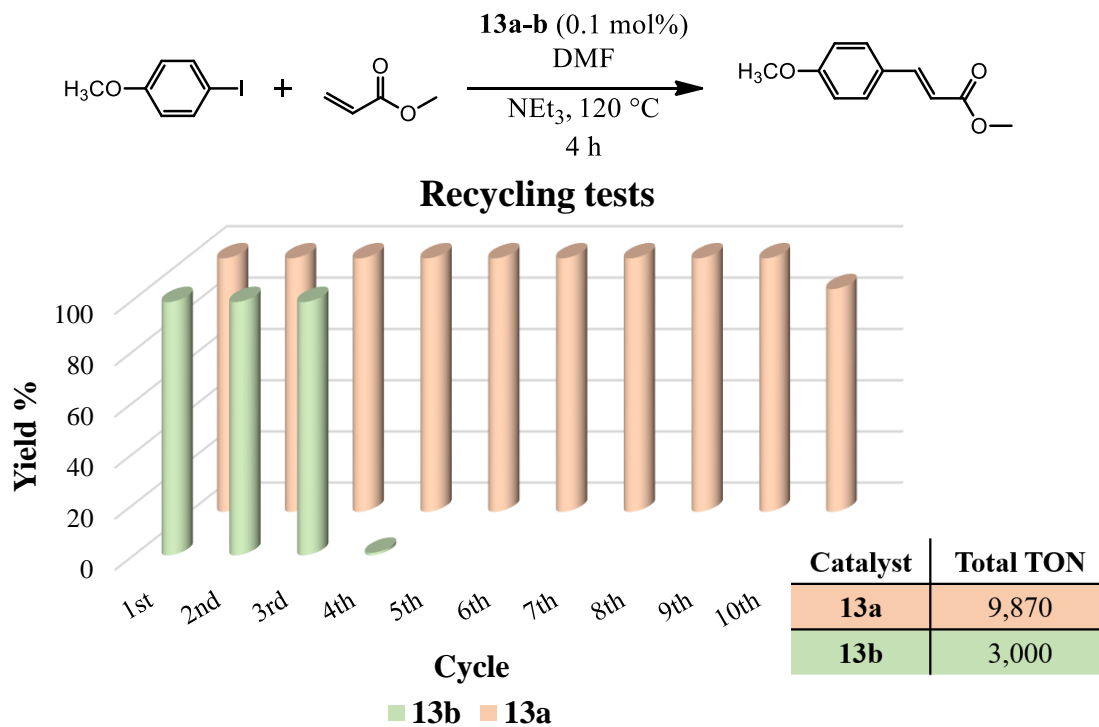 13a-b (0.1 mol%)
DMF
NEt3, 120 °C
4 h
H3CO
I
+
O
O
H3CO
O
O
Recycling tests
Yield %
100
80
60
40
20
0
1st 2nd 3rd 4th 5th 6th 7th 8th 9th 10th
Cycle
13b 13a
Catalyst Total TON
13a 9,870
13b 3,000